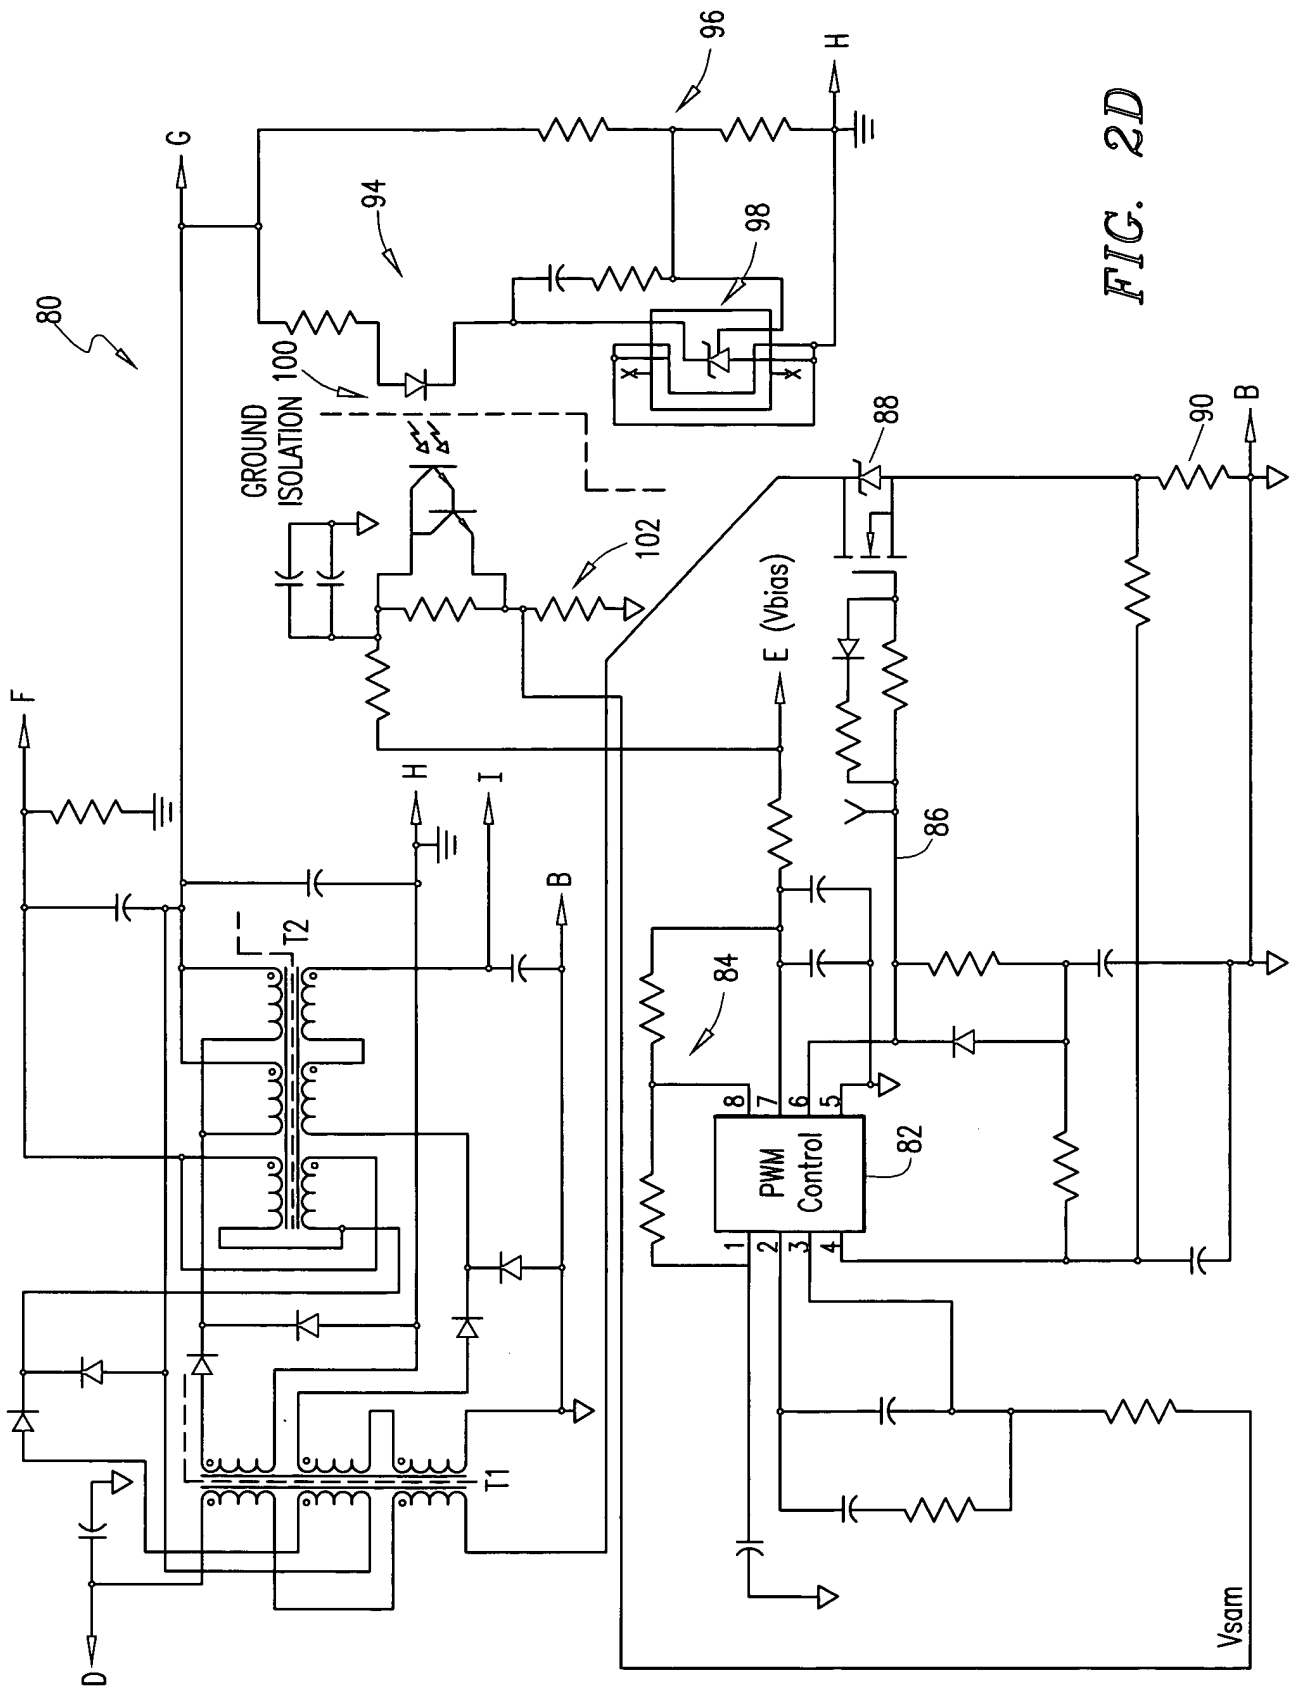 80
F
G
96
H
94
98
100
GROUND
ISOLATION
102
88
90
B
E (Vbias)
H
I
B
T2
86
84
8
7
6
5
PWM
Control
82
1
2
3
4
T1
D
Vsam
FIG. 2D